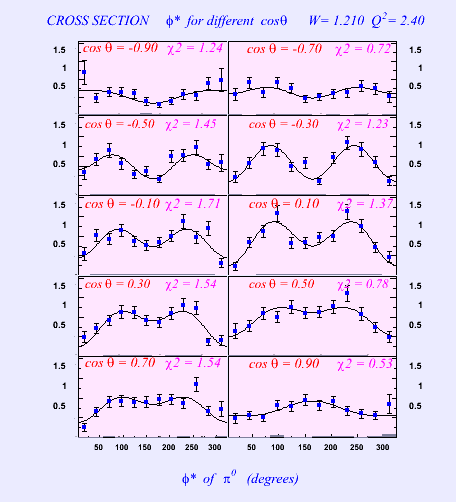 CROSS SECTION ϕ* for different cosθ W= 1.210 Q²= 2.40
cos θ = -0.90 χ2 = 1.24 cos θ = -0.70 χ2 = 0.72
1.5 1.5
1 1
0.5 0.5
cos θ = -0.50 χ2 = 1.45 cos θ = -0.30 χ2 = 1.23
1.5 1.5
1 1
0.5 0.5
cos θ = -0.10 χ2 = 1.71 cos θ = 0.10 χ2 = 1.37
1.5 1.5
1 1
0.5 0.5
cos θ = 0.30 χ2 = 1.54 cos θ = 0.50 χ2 = 0.78
1.5 1.5
1 1
0.5 0.5
cos θ = 0.70 χ2 = 1.54 cos θ = 0.90 χ2 = 0.53
1.5 1.5
1 1
0.5 0.5
50 100 150 200 250 300 50 100 150 200 250 300
ϕ* of π⁰ (degrees)